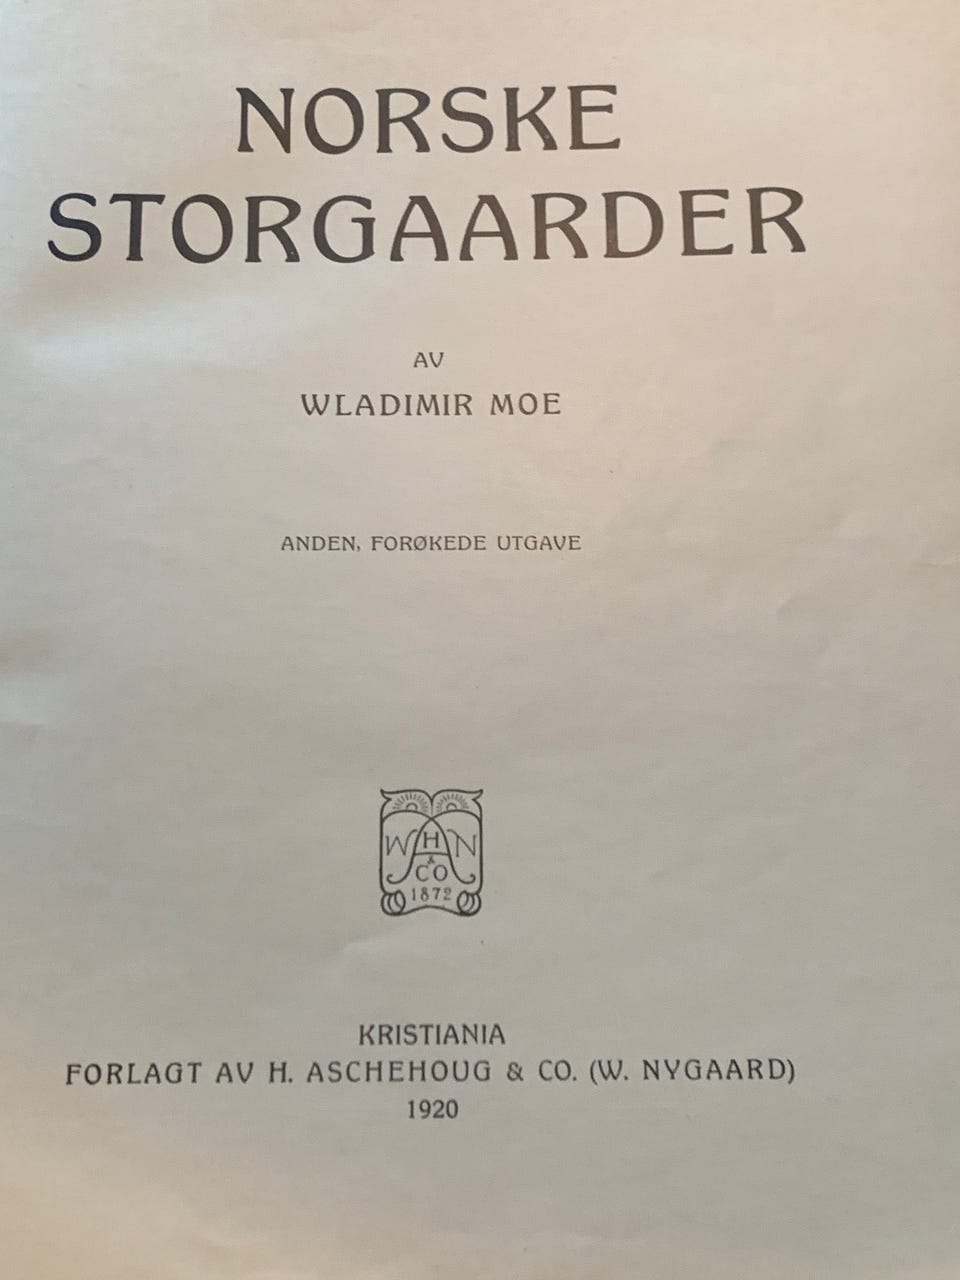 NORSKE
STORGAARDER
AV
WLADIMIR MOE
ANDEN, FORØKEDE UTGAVE
W H N
&
CO
1872
KRISTIANIA
FORLAGT AV H. ASCHEHOUG & CO. (W. NYGAARD)
1920